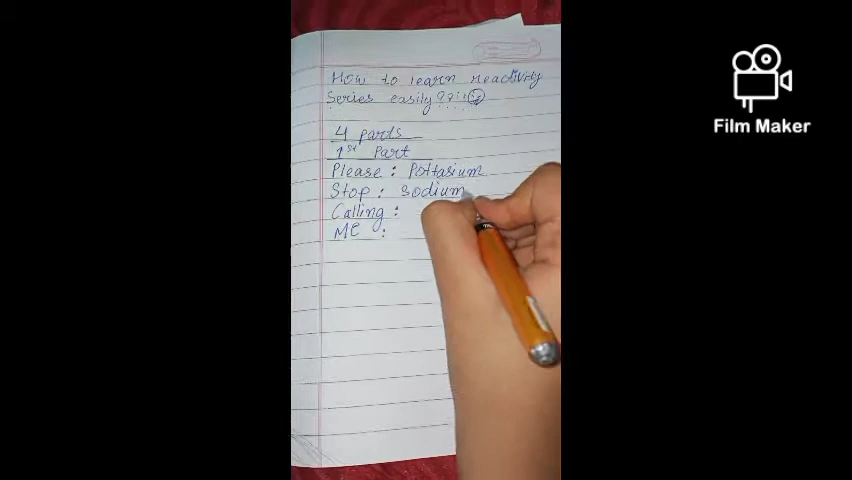 How to learn reactivity
Series easily??!!
4 parts
1st Part
Please : Pottasium
Stop : Sodium
Calling :
Me :
Film Maker